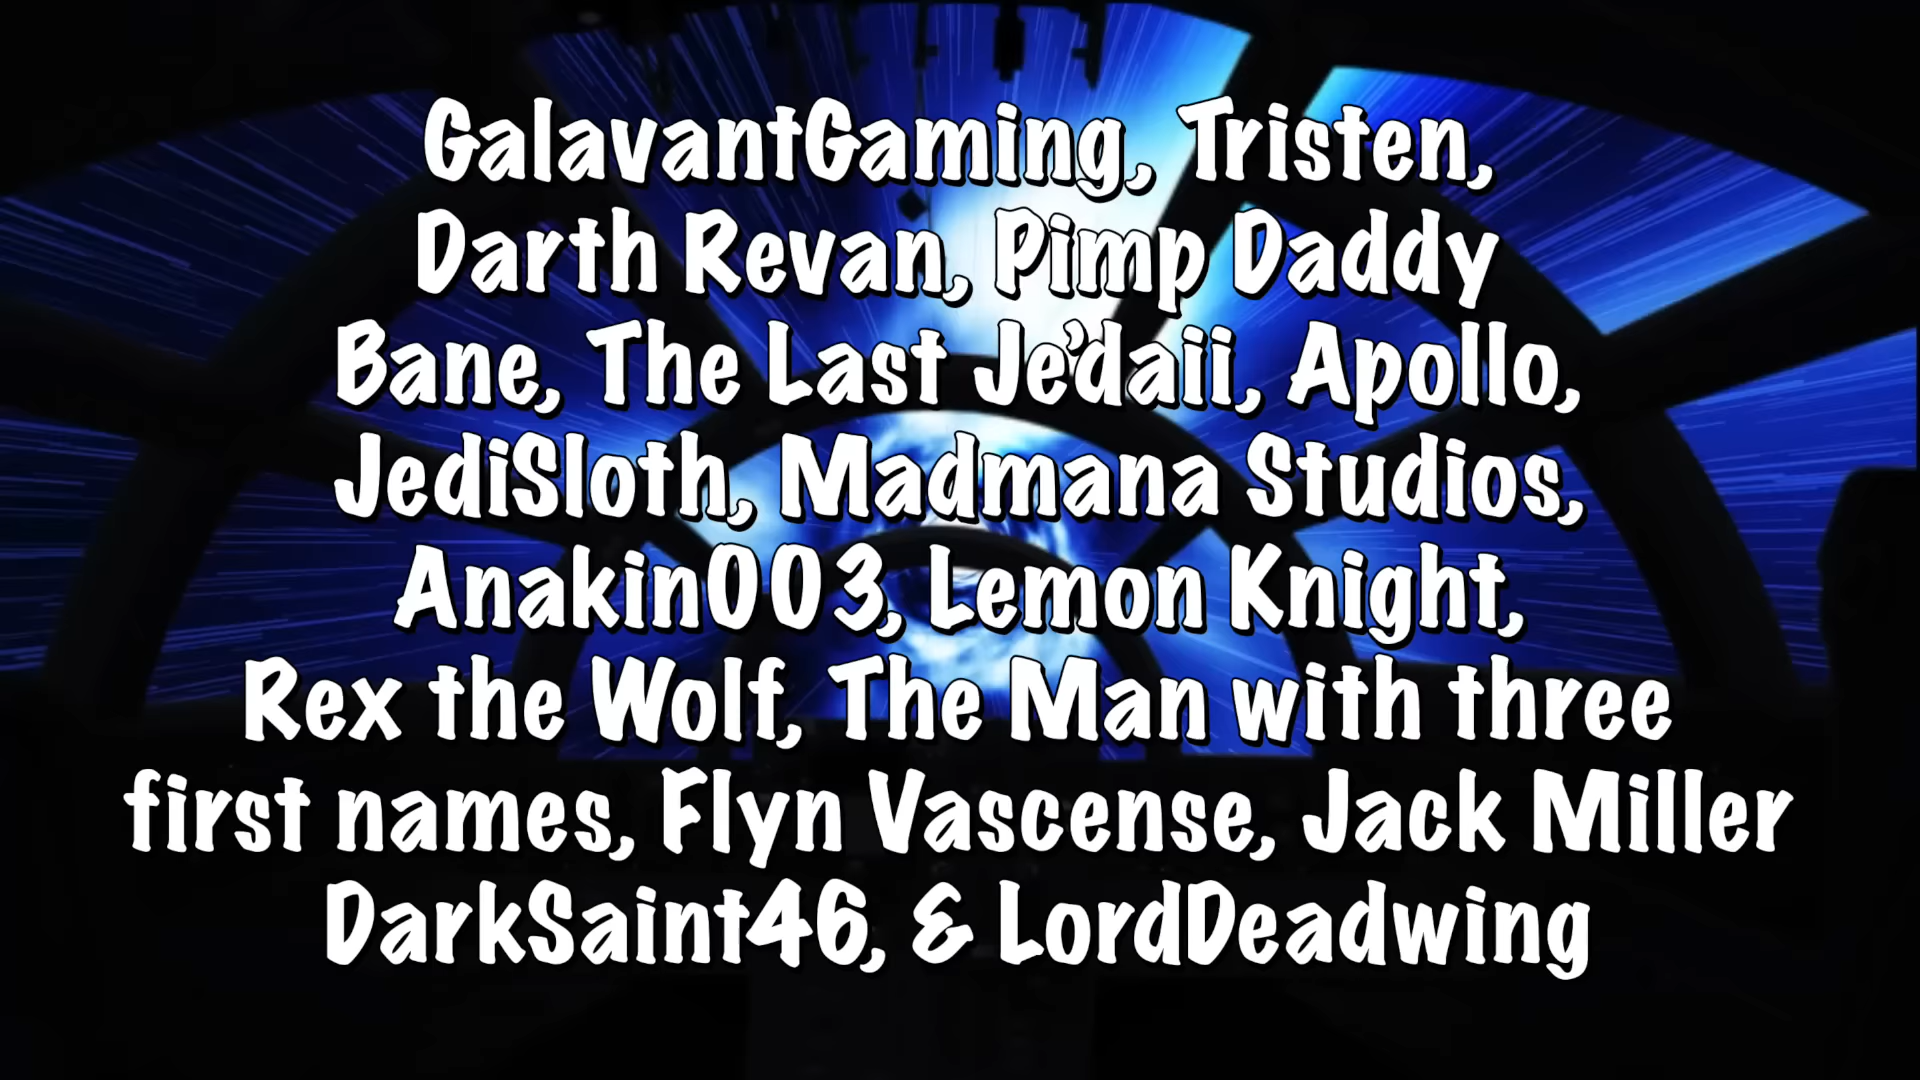 GalavantGaming, Tristen,
Darth Revan, Pimp Daddy
Bane, The Last Je'daii, Apollo,
JediSloth, Madmana Studios,
Anakin003, Lemon Knight,
Rex the Wolf, The Man with three
first names, Flyn Vascense, Jack Miller
DarkSaint46, & LordDeadwing